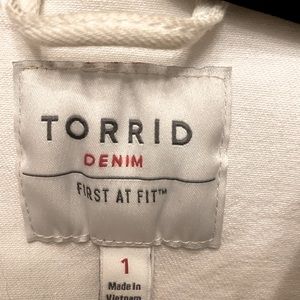 TORRID
DENIM
FIRST AT FIT™
1
Made In
Vietnam